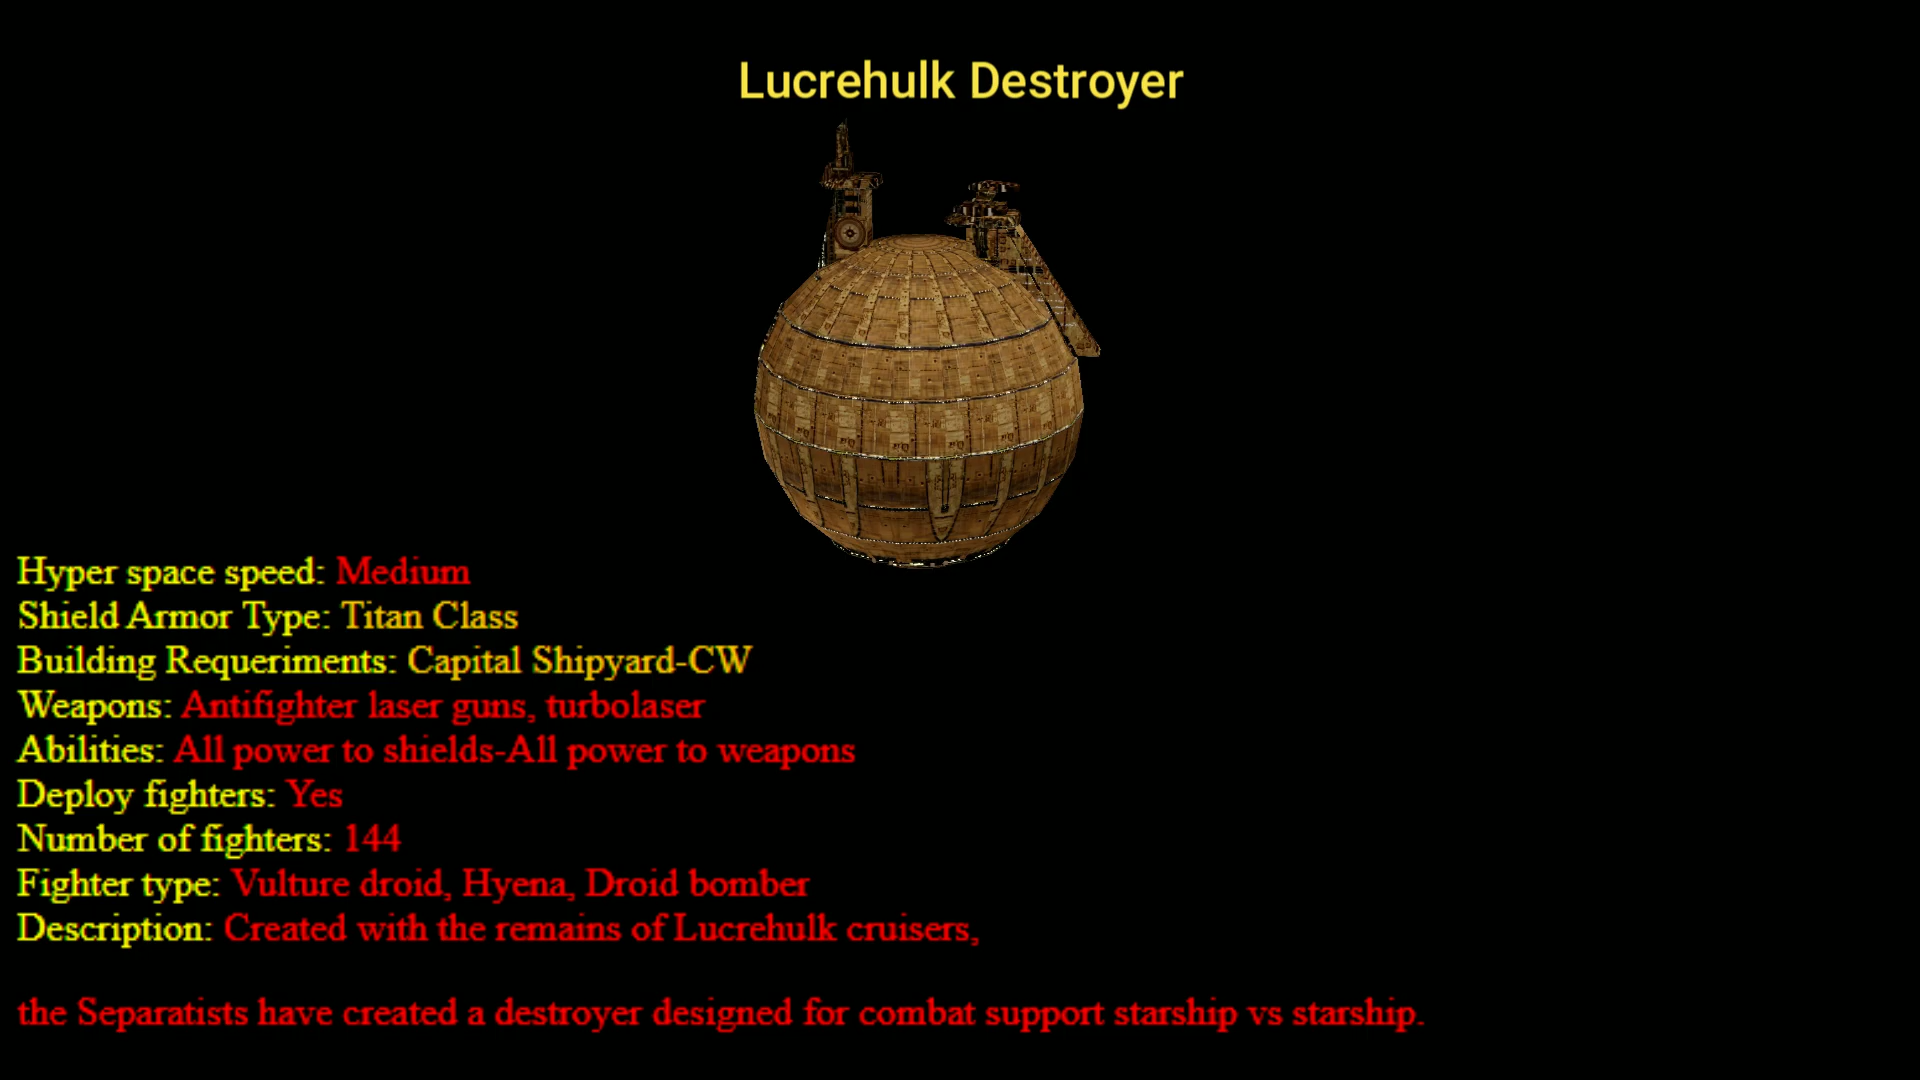 Lucrehulk Destroyer
Hyper space speed: Medium
Shield Armor Type: Titan Class
Building Requeriments: Capital Shipyard-CW
Weapons: Antifighter laser guns, turbolaser
Abilities: All power to shields-All power to weapons
Deploy fighters: Yes
Number of fighters: 144
Fighter type: Vulture droid, Hyena, Droid bomber
Description: Created with the remains of Lucrehulk cruisers,
the Separatists have created a destroyer designed for combat support starship vs starship.